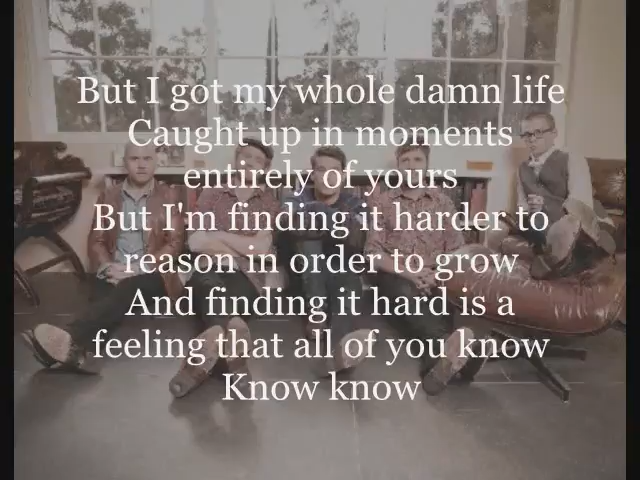 But I got my whole damn life
Caught up in moments
entirely of yours
But I'm finding it harder to
reason in order to grow
And finding it hard is a
feeling that all of you know
Know know